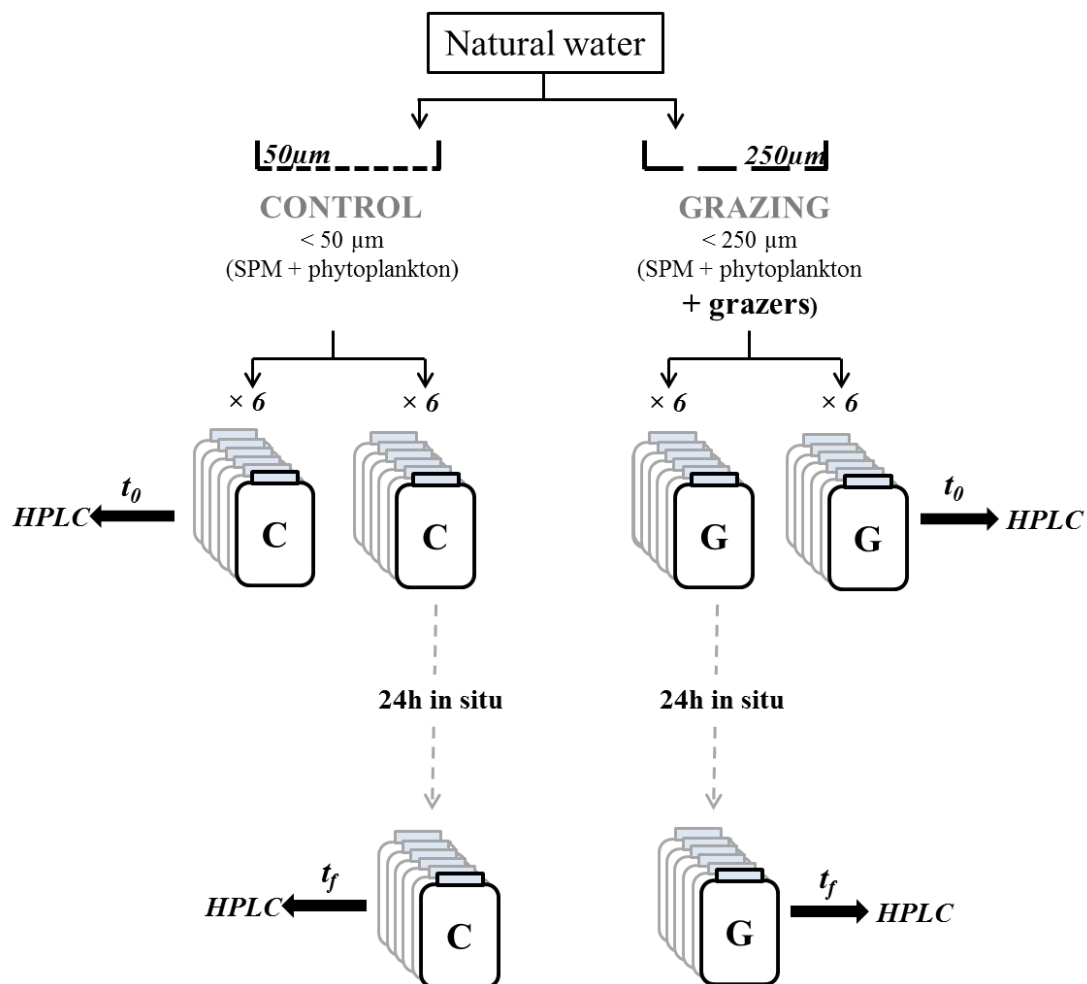 Natural water
50µm
250µm
CONTROL
GRAZING
< 50 µm
(SPM + phytoplankton)
< 250 µm
(SPM + phytoplankton
+ grazers)
× 6
× 6
× 6
× 6
t0
HPLC
C
C
G
G
t0
HPLC
24h in situ
24h in situ
tf
HPLC
C
G
tf
HPLC